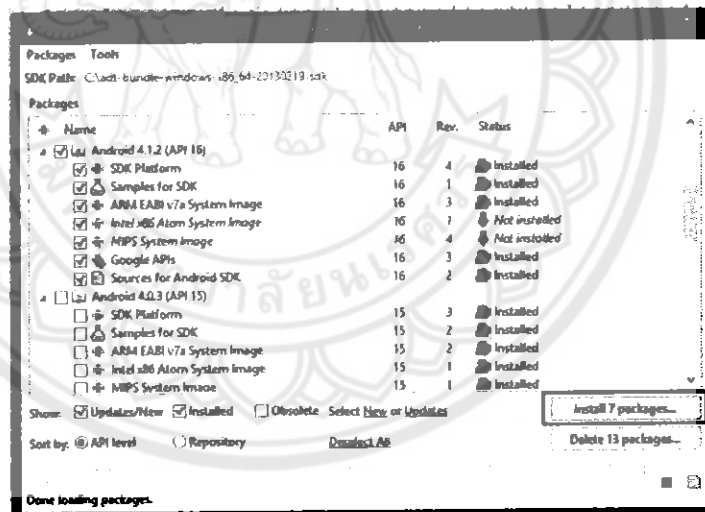 Packages Tools
SDK Path: C:\adt-bundle-windows-x86_64-20130219\sdk
Packages
Name API Rev. Status
Android 4.1.2 (API 16)
SDK Platform 16 4 Installed
Samples for SDK 16 1 Installed
ARM EABI v7a System Image 16 3 Installed
Intel x86 Atom System Image 16 1 Not installed
MIPS System Image 16 4 Not installed
Google APIs 16 3 Installed
Sources for Android SDK 16 2 Installed
Android 4.0.3 (API 15)
SDK Platform 15 3 Installed
Samples for SDK 15 2 Installed
ARM EABI v7a System Image 15 2 Installed
Intel x86 Atom System Image 15 1 Installed
MIPS System Image 15 1 Installed
Show: Updates/New Installed Obsolete Select New or Updates Install 7 packages...
Sort by: API level Repository Deselect All Delete 13 packages...
Done loading packages.